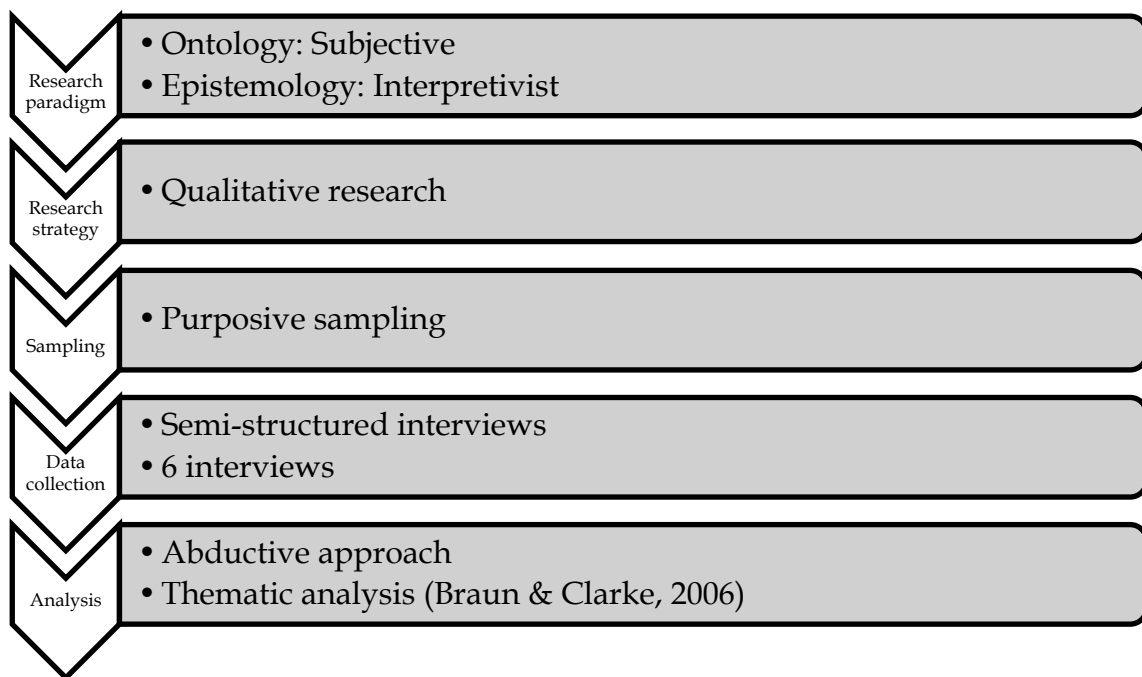 Research
paradigm
• Ontology: Subjective
• Epistemology: Interpretivist
Research
strategy
• Qualitative research
Sampling
• Purposive sampling
Data
collection
• Semi-structured interviews
• 6 interviews
Analysis
• Abductive approach
• Thematic analysis (Braun & Clarke, 2006)